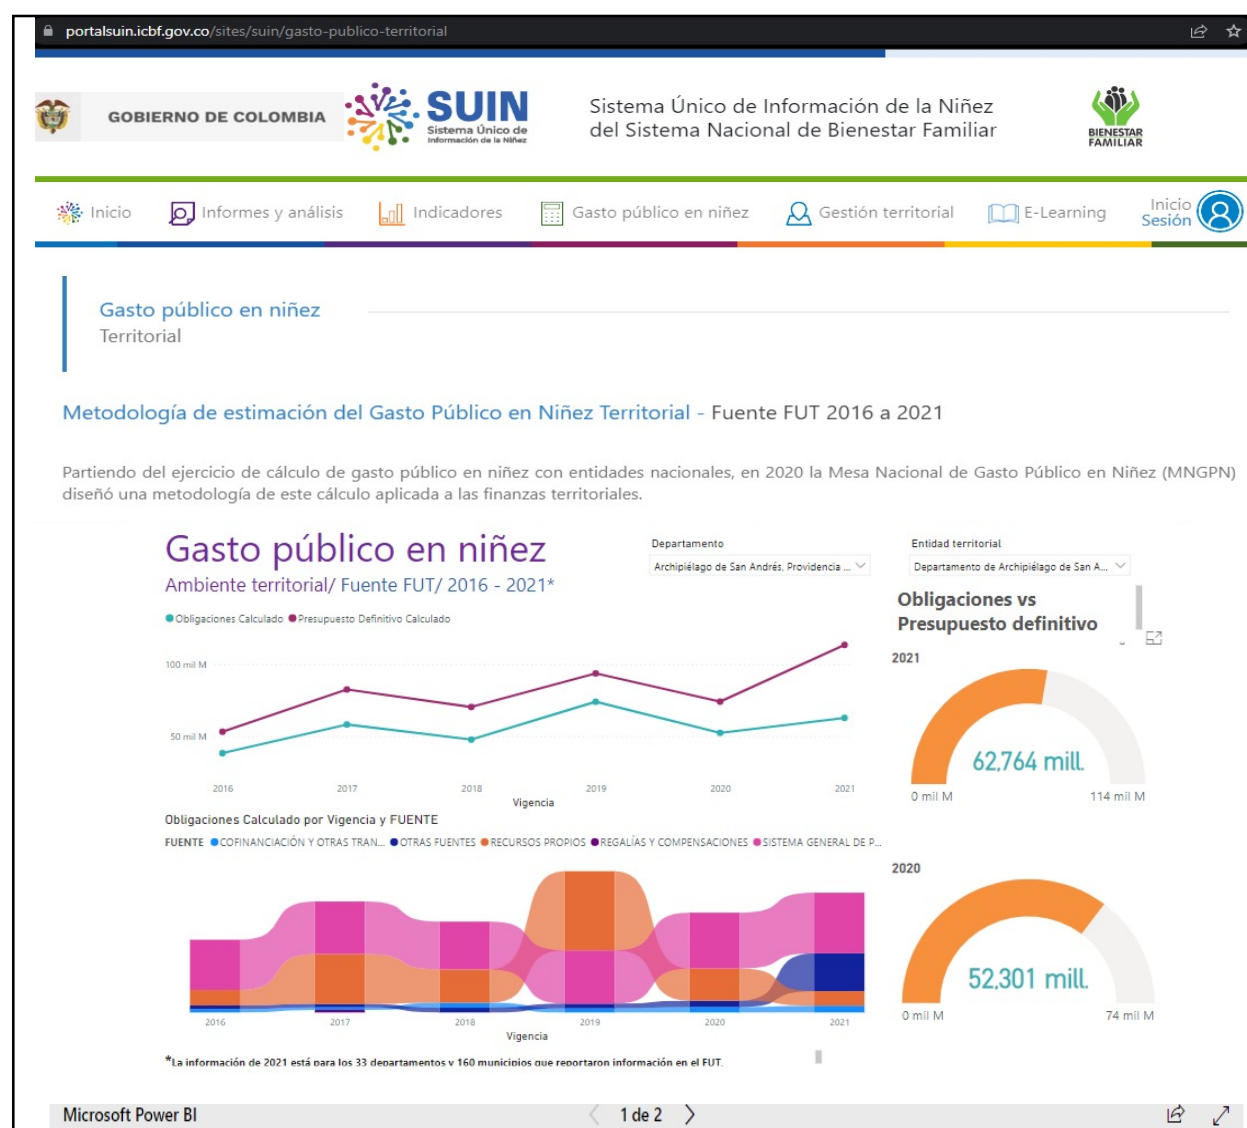 portalsuin.icbf.gov.co/sites/suin/gasto-publico-territorial
GOBIERNO DE COLOMBIA
SUIN
Sistema Único de
Información de la Niñez
Sistema Único de Información de la Niñez
del Sistema Nacional de Bienestar Familiar
BIENESTAR
FAMILIAR
Inicio
Informes y análisis
Indicadores
Gasto público en niñez
Gestión territorial
E-Learning
Inicio
Sesión
Gasto público en niñez
Territorial
Metodología de estimación del Gasto Público en Niñez Territorial - Fuente FUT 2016 a 2021
Partiendo del ejercicio de cálculo de gasto público en niñez con entidades nacionales, en 2020 la Mesa Nacional de Gasto Público en Niñez (MNGPN)
diseñó una metodología de este cálculo aplicada a las finanzas territoriales.
Gasto público en niñez
Ambiente territorial/ Fuente FUT/ 2016 - 2021*
Departamento
Archipiélago de San Andrés, Providencia ...
Entidad territorial
Departamento de Archipiélago de San A...
Obligaciones Calculado Presupuesto Definitivo Calculado
100 mil M
50 mil M
2016 2017 2018 2019 2020 2021
Vigencia
Obligaciones vs
Presupuesto definitivo
2021
62,764 mill.
0 mil M 114 mil M
Obligaciones Calculado por Vigencia y FUENTE
FUENTE COFINANCIACIÓN Y OTRAS TRAN... OTRAS FUENTES RECURSOS PROPIOS REGALÍAS Y COMPENSACIONES SISTEMA GENERAL DE P...
2016 2017 2018 2019 2020 2021
Vigencia
2020
52,301 mill.
0 mil M 74 mil M
*La información de 2021 está para los 33 departamentos y 160 municipios que reportaron información en el FUT.
Microsoft Power BI
1 de 2